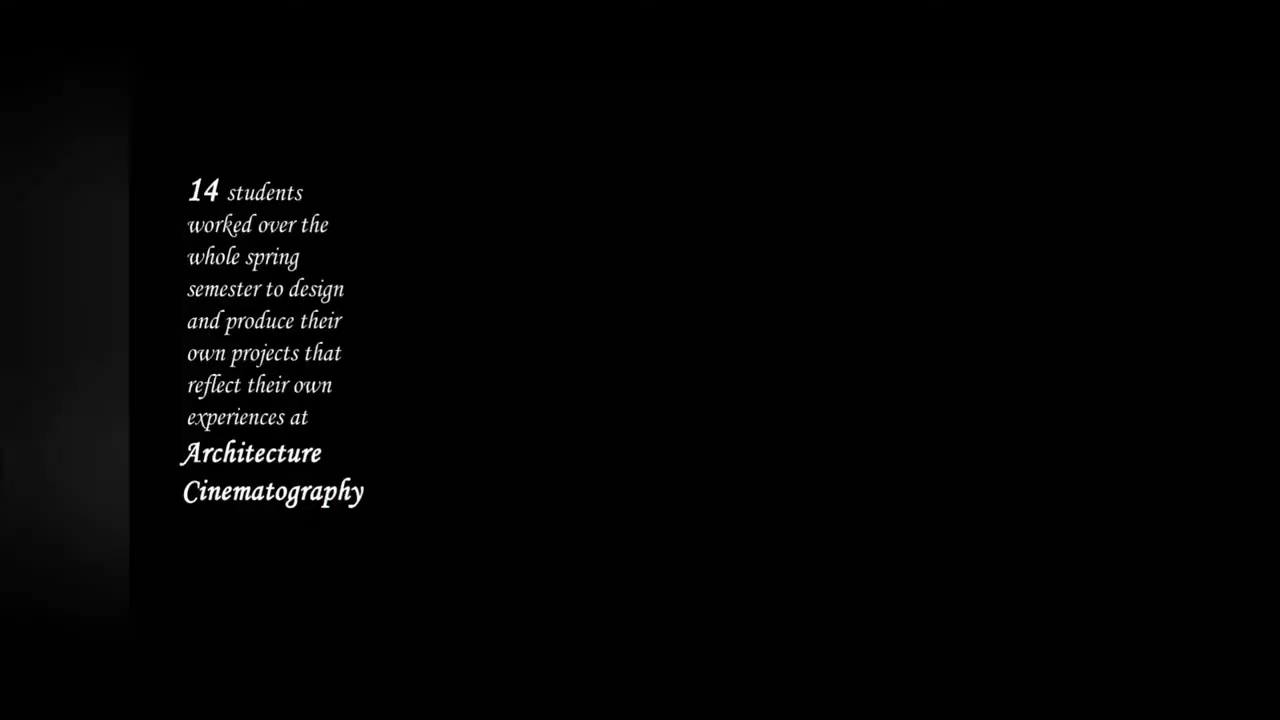 14 students
worked over the
whole spring
semester to design
and produce their
own projects that
reflect their own
experiences at
Architecture
Cinematography